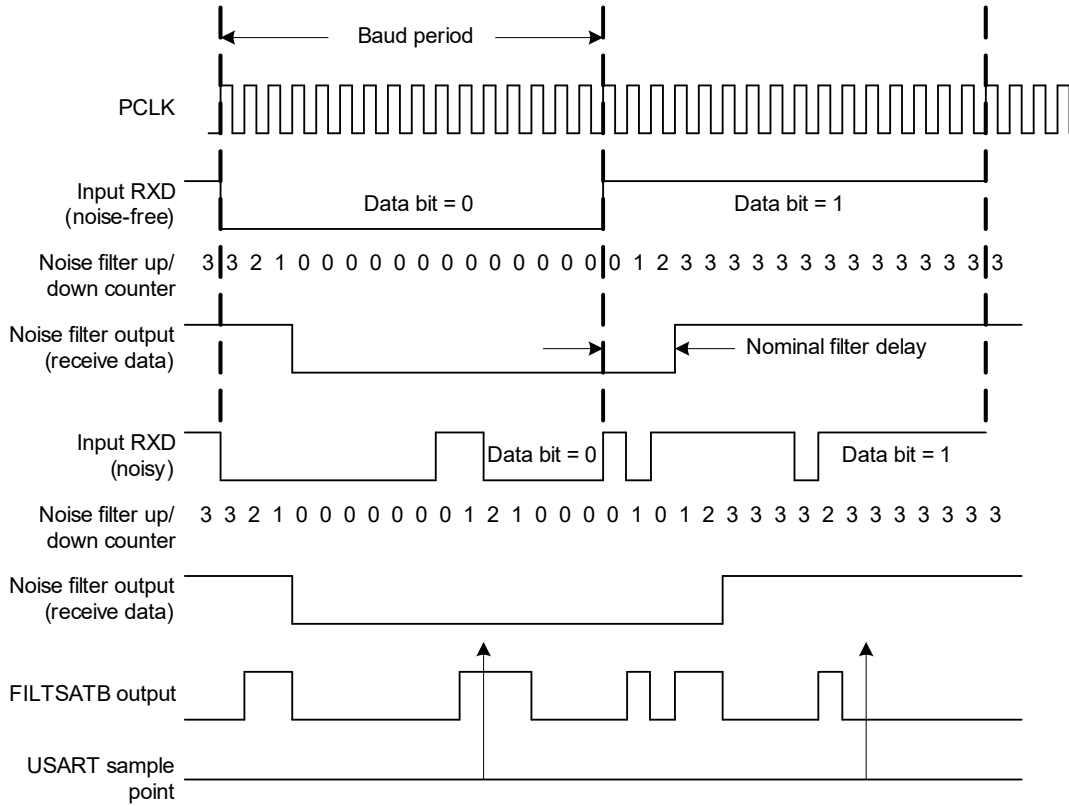 Baud period
PCLK
Input RXD
(noise-free)
Data bit = 0
Data bit = 1
Noise filter up/
down counter
3 3 2 1 0 0 0 0 0 0 0 0 0 0 0 0 0 0 1 2 3 3 3 3 3 3 3 3 3 3 3 3 3 3
Noise filter output
(receive data)
Nominal filter delay
Input RXD
(noisy)
Data bit = 0
Data bit = 1
Noise filter up/
down counter
3 3 2 1 0 0 0 0 0 0 0 1 2 1 0 0 0 0 1 0 1 2 3 3 3 3 2 3 3 3 3 3 3 3
Noise filter output
(receive data)
FILTSATB output
USART sample
point